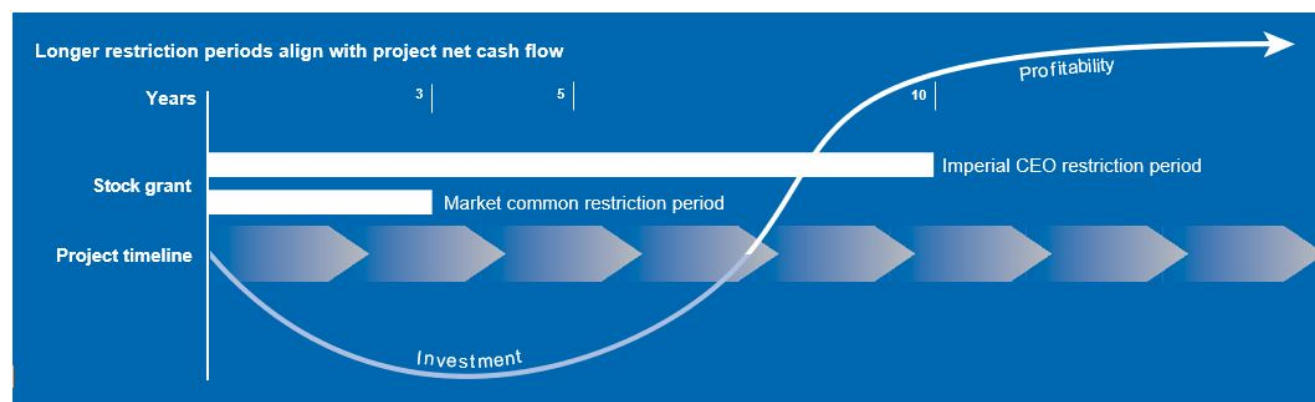 Longer restriction periods align with project net cash flow
Profitability
Years
3
5
10
Imperial CEO restriction period
Stock grant
Market common restriction period
Project timeline
Investment